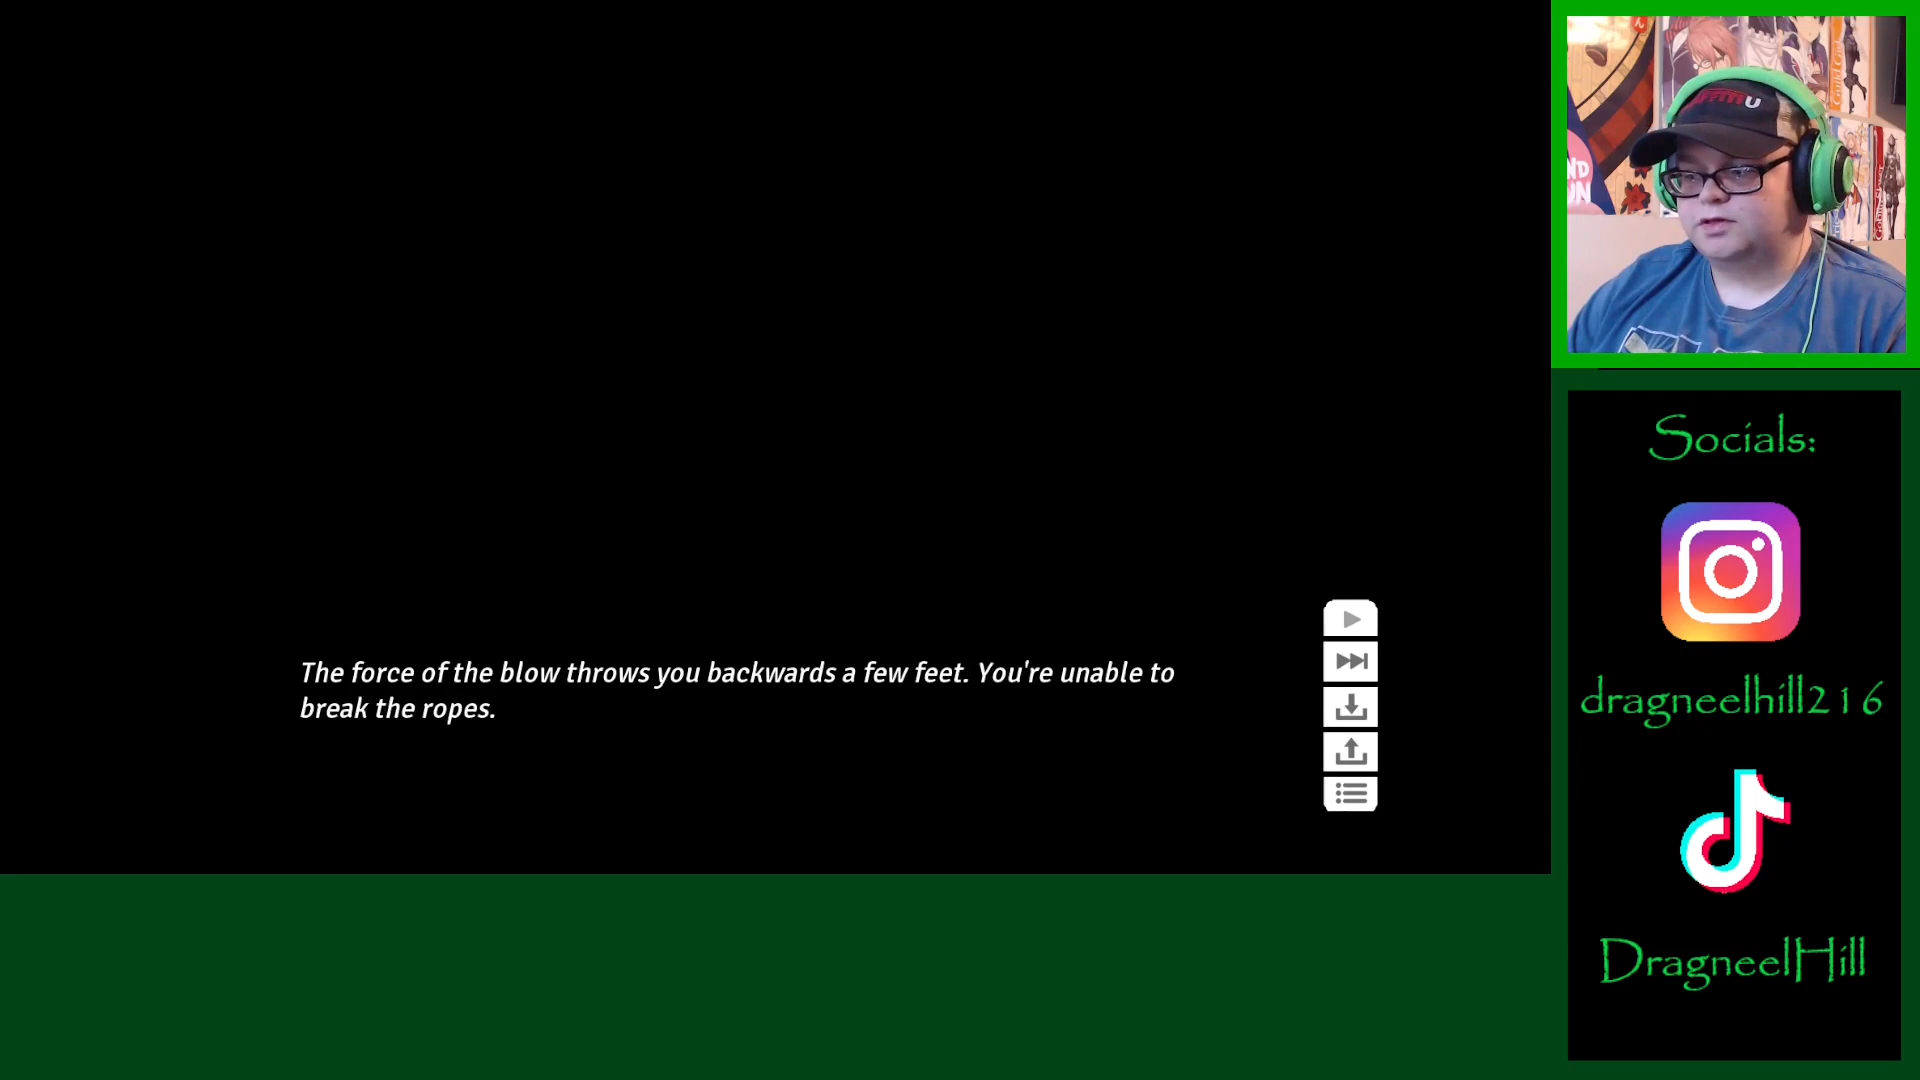 The force of the blow throws you backwards a few feet. You're unable to
break the ropes.
Socials:
dragneelhill216
DragneelHill